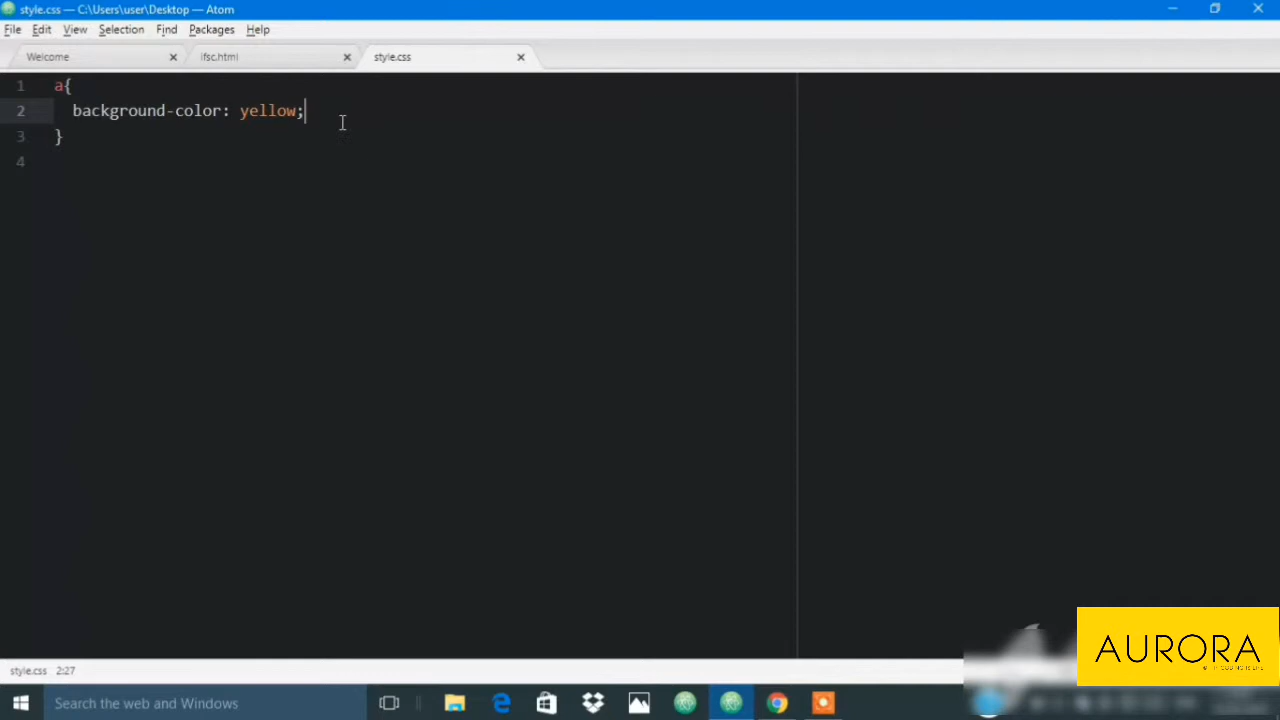 style.css — C:\Users\user\Desktop — Atom
File Edit View Selection Find Packages Help
Welcome ifsc.html style.css
1 a{
2 background-color: yellow;
3 }
4
AURORA
style.css 2:27
Search the web and Windows